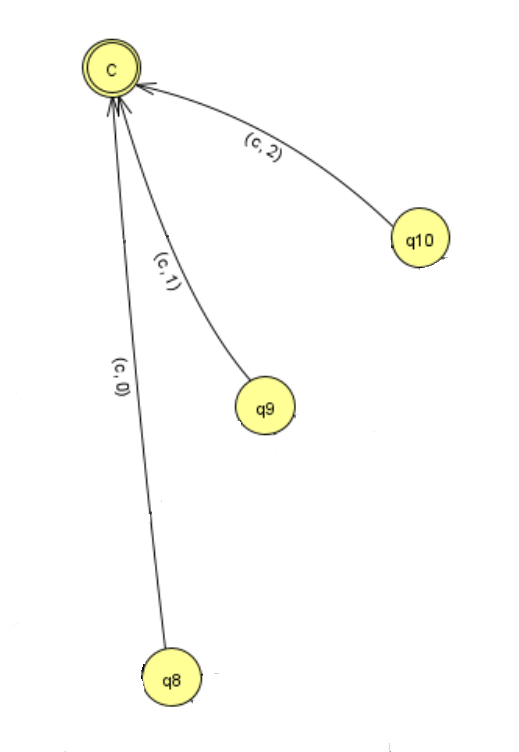 C
(c, 2)
q10
(c, 1)
(c, 0)
q9
q8